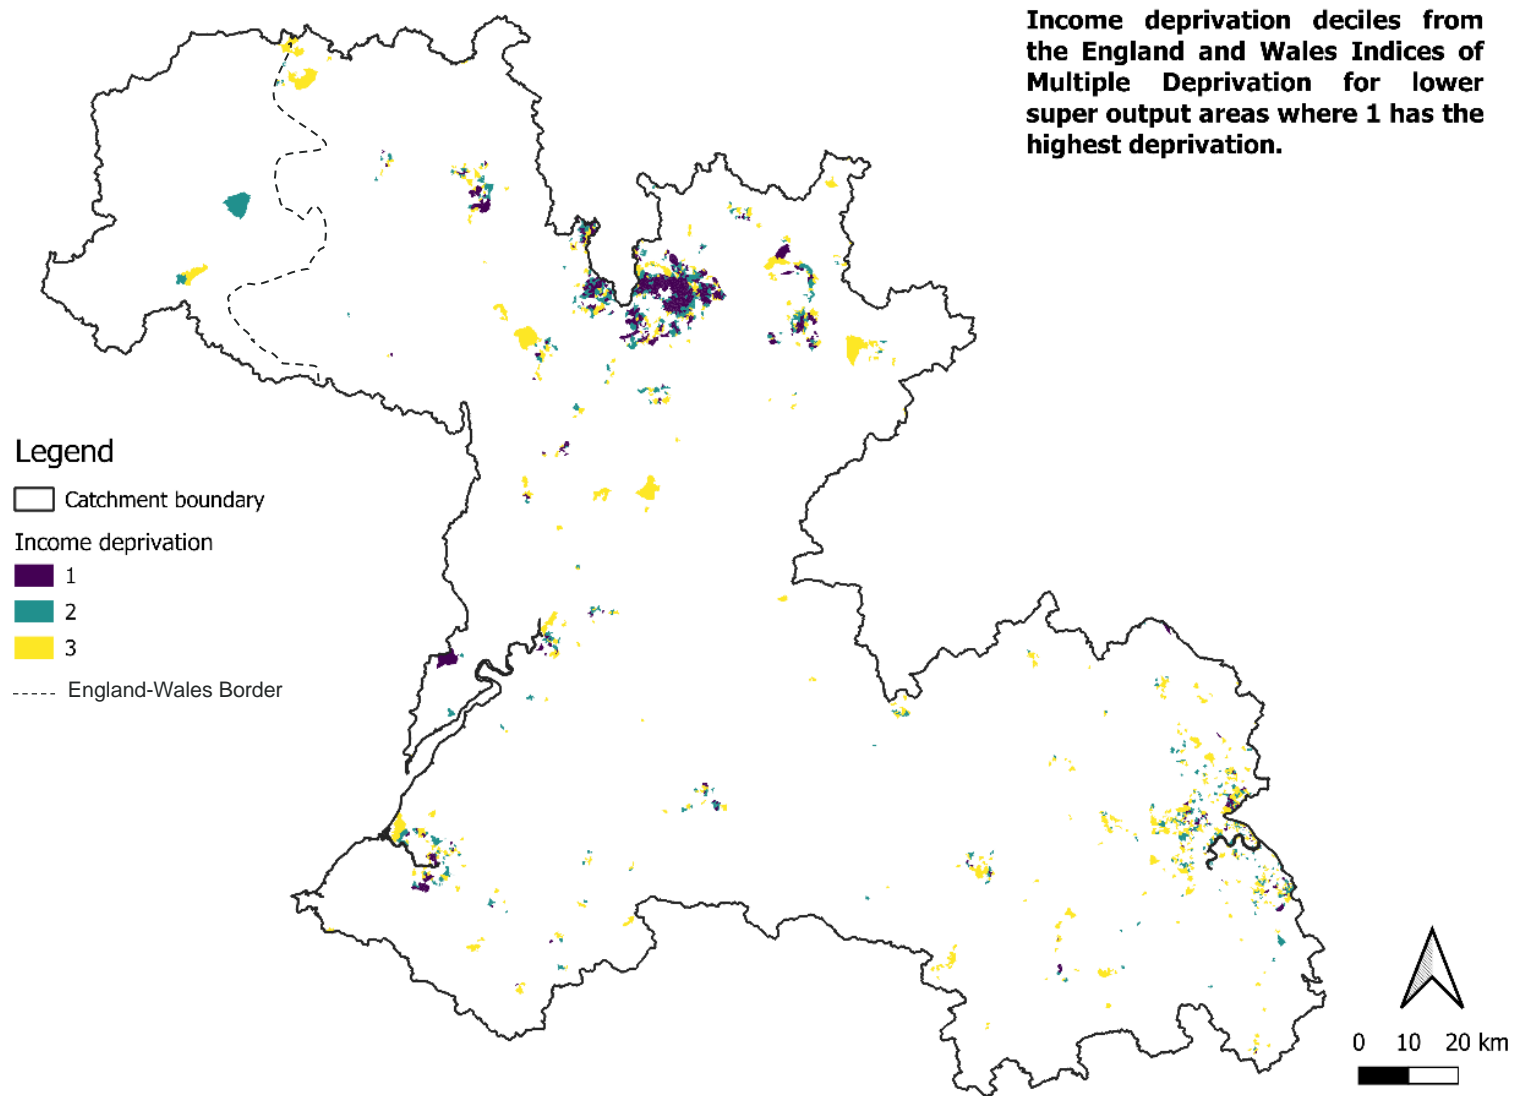 Income deprivation deciles from
the England and Wales Indices of
Multiple Deprivation for lower
super output areas where 1 has the
highest deprivation.
Legend
Catchment boundary
Income deprivation
1
2
3
England-Wales Border
0 10 20 km